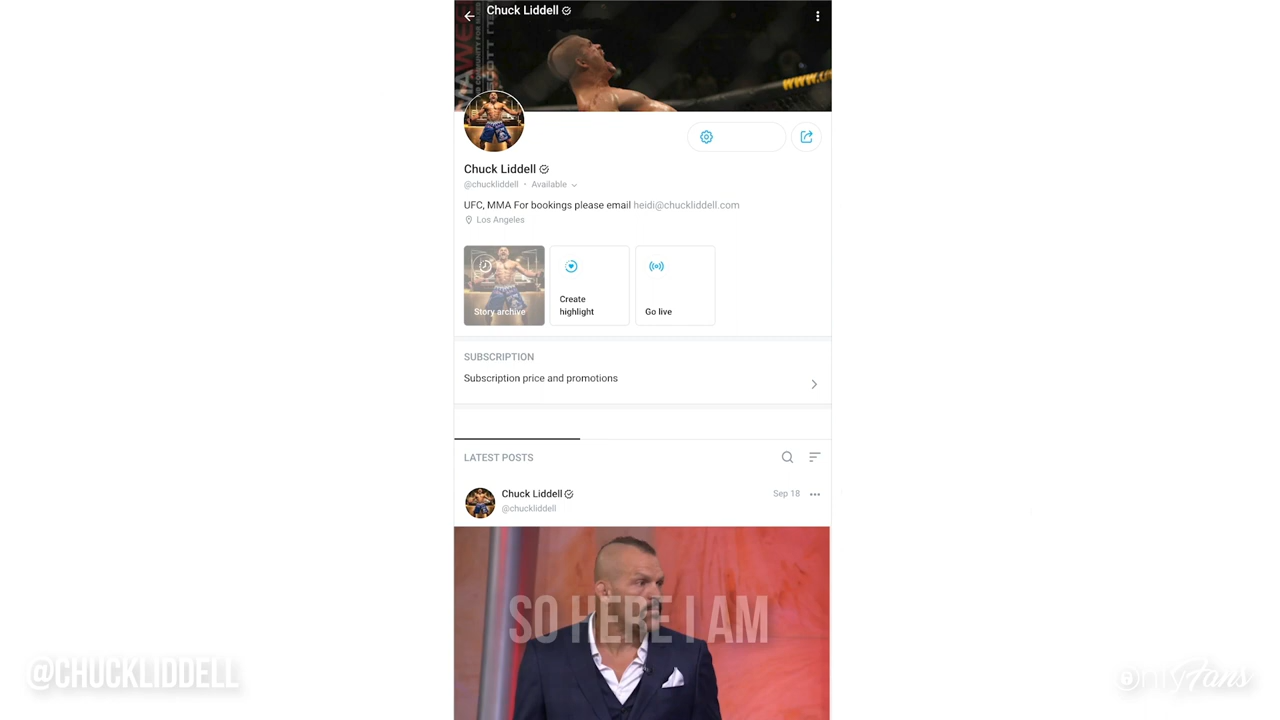 Chuck Liddell
Chuck Liddell
@chuckliddell • Available
UFC, MMA For bookings please email heidi@chuckliddell.com
Los Angeles
Story archive
Create
highlight
Go live
SUBSCRIPTION
Subscription price and promotions
LATEST POSTS
Chuck Liddell
Sep 18
@chuckliddell
SO HERE I AM
@CHUCKLIDDELL
OnlyFans